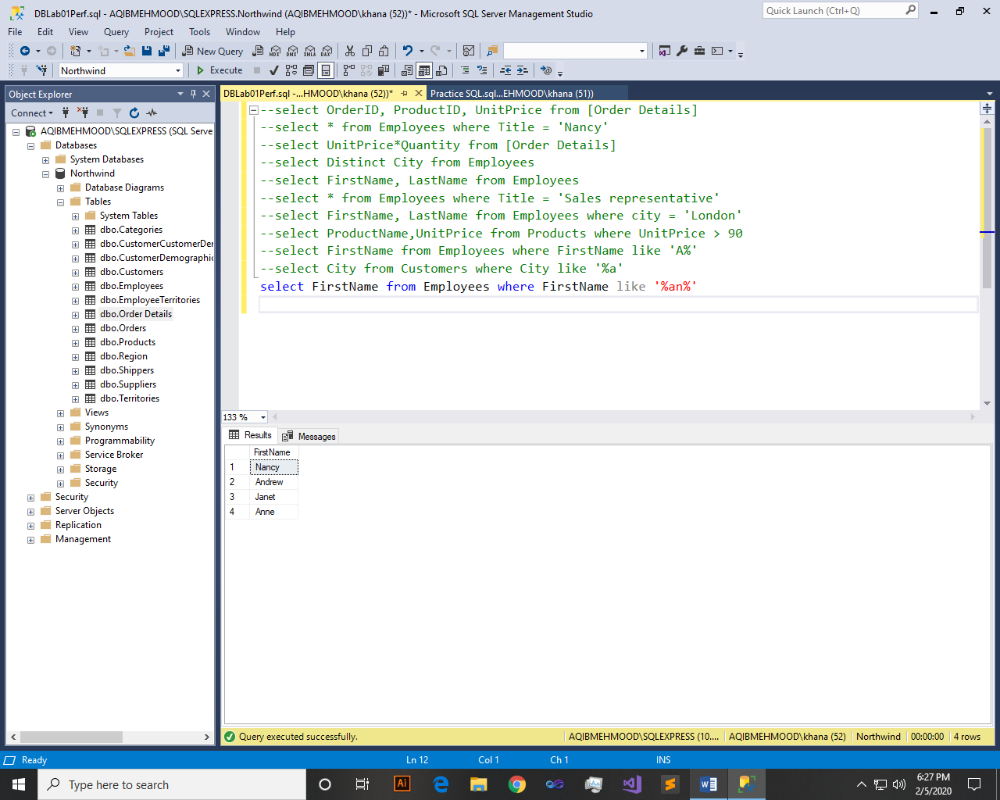 DBLab01Perf.sql - AQIBMEHMOOD\SQLEXPRESS.Northwind (AQIBMEHMOOD\khana (52))* - Microsoft SQL Server Management Studio
Quick Launch (Ctrl+Q)
File Edit View Query Project Tools Window Help
New Query
MDX DMX XMLA DAX
Northwind
Execute
Object Explorer
DBLab01Perf.sql -...HMOOD\khana (52))*
Practice SQL.sql...EHMOOD\khana (51))
Connect
AQIBMEHMOOD\SQLEXPRESS (SQL Serve
Databases
System Databases
Northwind
Database Diagrams
Tables
System Tables
dbo.Categories
dbo.CustomerCustomerDer
dbo.CustomerDemographic
dbo.Customers
dbo.Employees
dbo.EmployeeTerritories
dbo.Order Details
dbo.Orders
dbo.Products
dbo.Region
dbo.Shippers
dbo.Suppliers
dbo.Territories
Views
Synonyms
Programmability
Service Broker
Storage
Security
Security
Server Objects
Replication
Management
--select OrderID, ProductID, UnitPrice from [Order Details]
--select * from Employees where Title = 'Nancy'
--select UnitPrice*Quantity from [Order Details]
--select Distinct City from Employees
--select FirstName, LastName from Employees
--select * from Employees where Title = 'Sales representative'
--select FirstName, LastName from Employees where city = 'London'
--select ProductName,UnitPrice from Products where UnitPrice > 90
--select FirstName from Employees where FirstName like 'A%'
--select City from Customers where City like '%a'
select FirstName from Employees where FirstName like '%an%'
133 %
Results Messages
FirstName
1 Nancy
2 Andrew
3 Janet
4 Anne
Query executed successfully.
AQIBMEHMOOD\SQLEXPRESS (10.... AQIBMEHMOOD\khana (52) Northwind 00:00:00 4 rows
Ready Ln 12 Col 1 Ch 1 INS
Type here to search
Ai
6:27 PM
2/5/2020